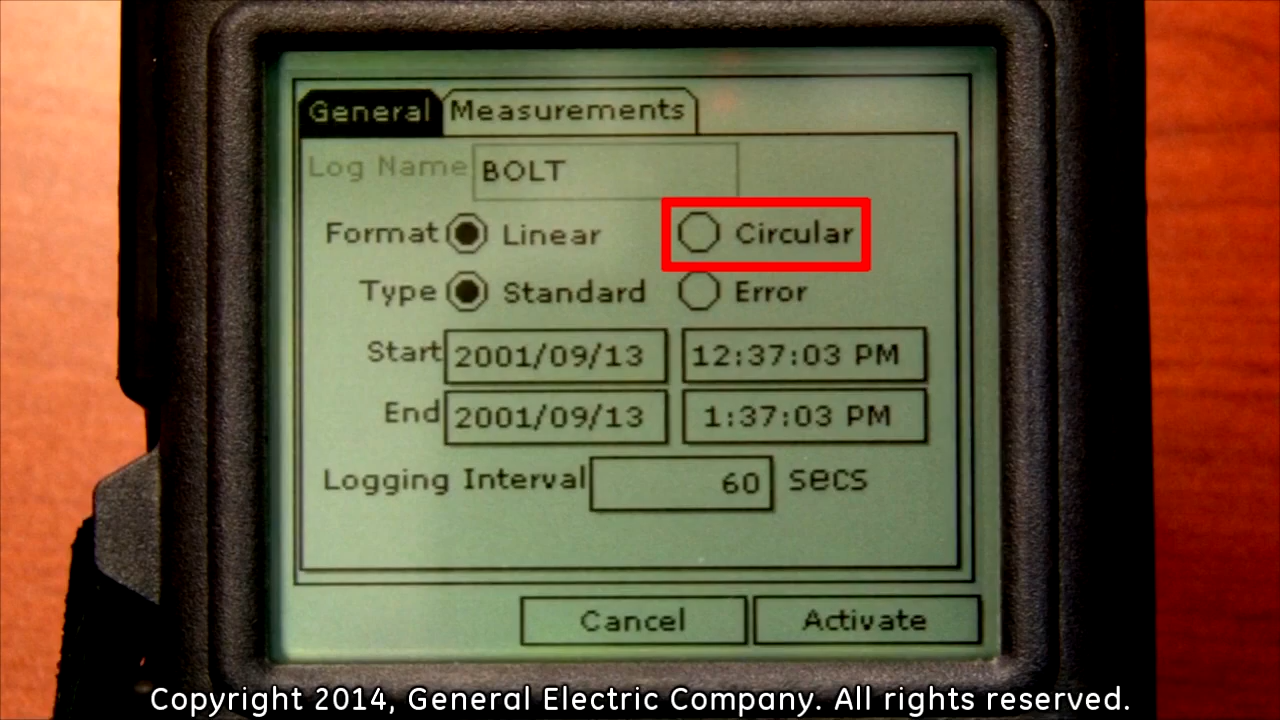 General Measurements
Log Name BOLT
Format Linear Circular
Type Standard Error
Start 2001/09/13 12:37:03 PM
End 2001/09/13 1:37:03 PM
Logging Interval 60 secs
Cancel Activate
Copyright 2014, General Electric Company. All rights reserved.